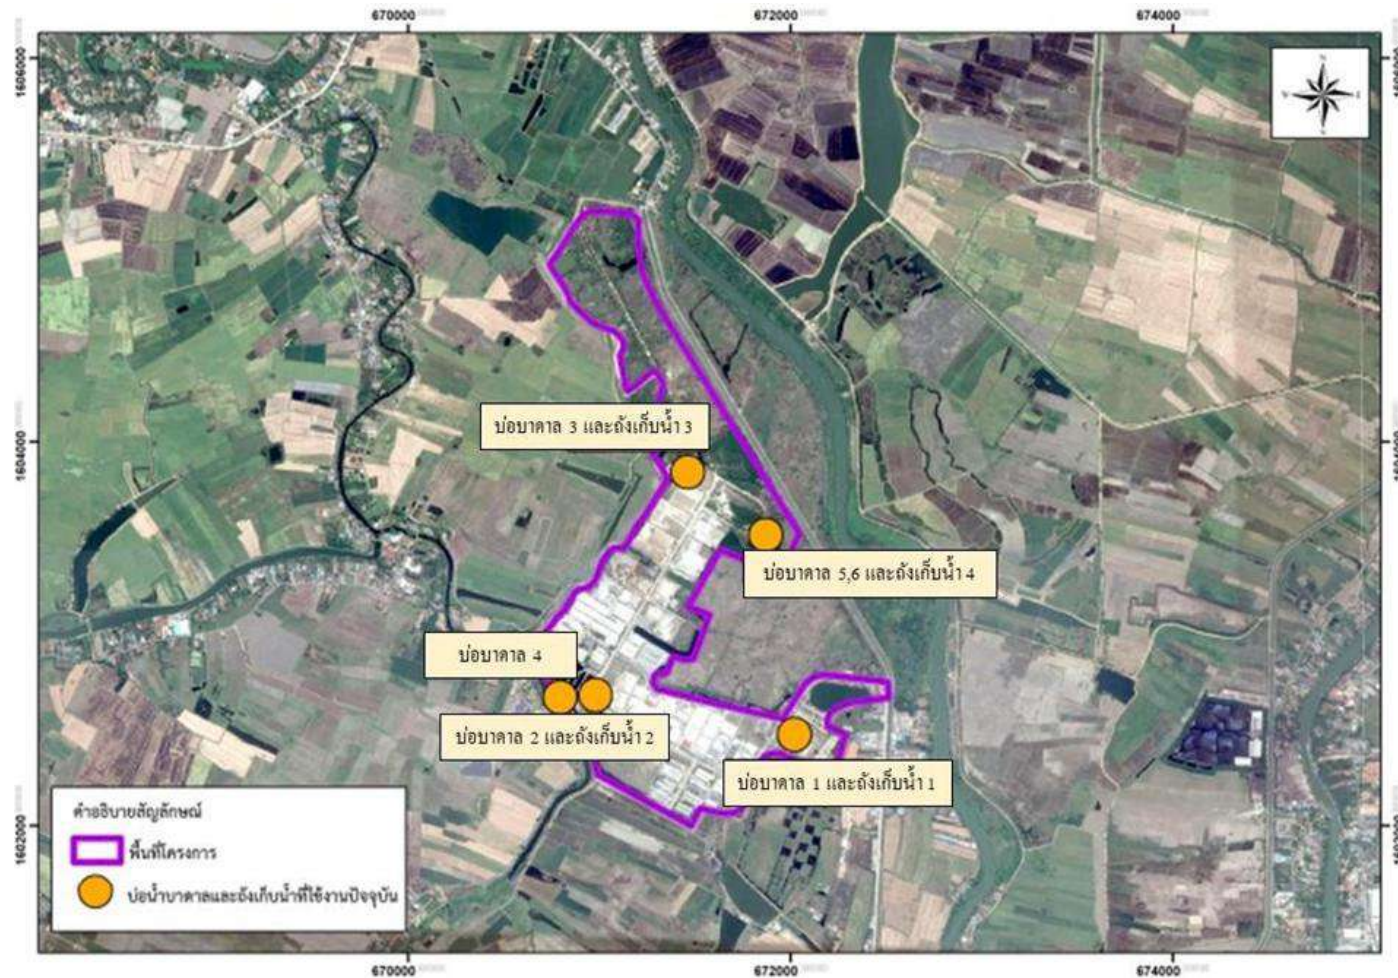 670000
672000
674000
1606000
N
W
E
S
บ่อบาดาล 3 และถังเก็บน้ำ 3
1604000
1604000
บ่อบาดาล 5,6 และถังเก็บน้ำ 4
บ่อบาดาล 4
บ่อบาดาล 2 และถังเก็บน้ำ 2
บ่อบาดาล 1 และถังเก็บน้ำ 1
คำอธิบายสัญลักษณ์
1602000
1602000
พื้นที่โครงการ
บ่อน้ำบาดาลและถังเก็บน้ำที่ใช้งานปัจจุบัน
670000
672000
674000